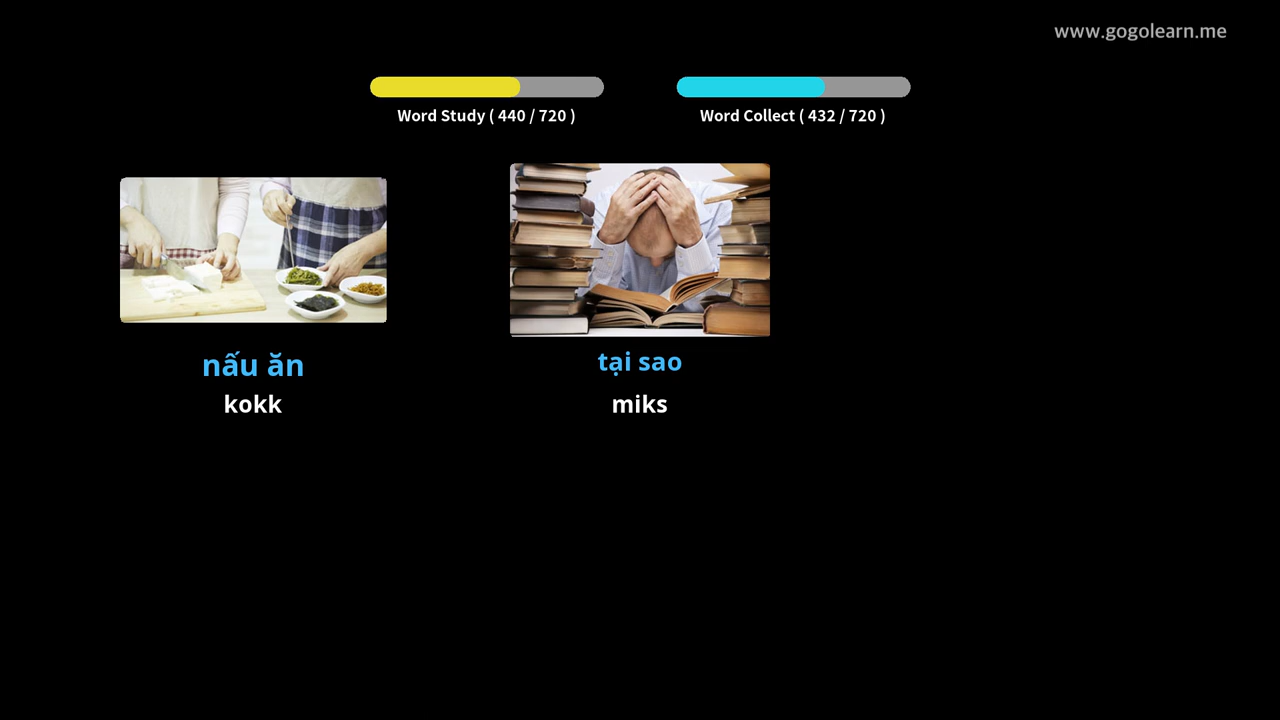 www.gogolearn.me
Word Study ( 440 / 720 )
Word Collect ( 432 / 720 )
nấu ăn
kokk
tại sao
miks